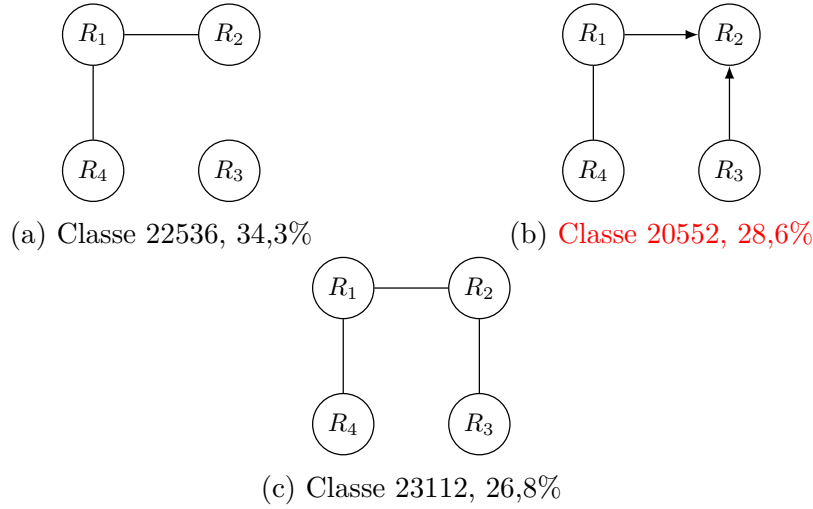 R1 R2 R1 R2
R4 R3 R4 R3
(a) Classe 22536, 34,3% (b) Classe 20552, 28,6%
R1 R2
R4 R3
(c) Classe 23112, 26,8%